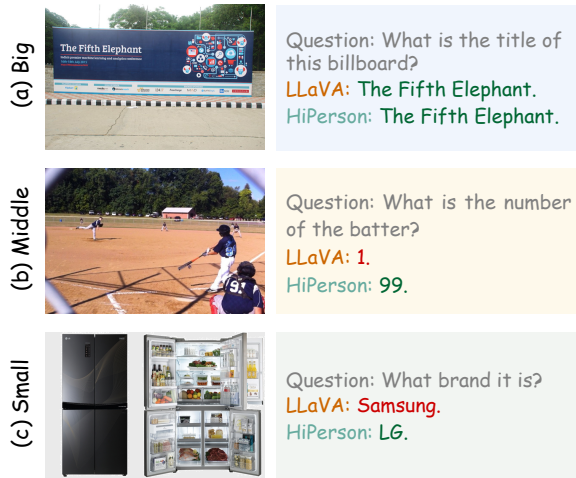 (a) Big
The Fifth Elephant
Question: What is the title of
this billboard?
LLaVA: The Fifth Elephant.
HiPerson: The Fifth Elephant.
(b) Middle
91
Question: What is the number
of the batter?
LLaVA: 1.
HiPerson: 99.
(c) Small
Question: What brand it is?
LLaVA: Samsung.
HiPerson: LG.